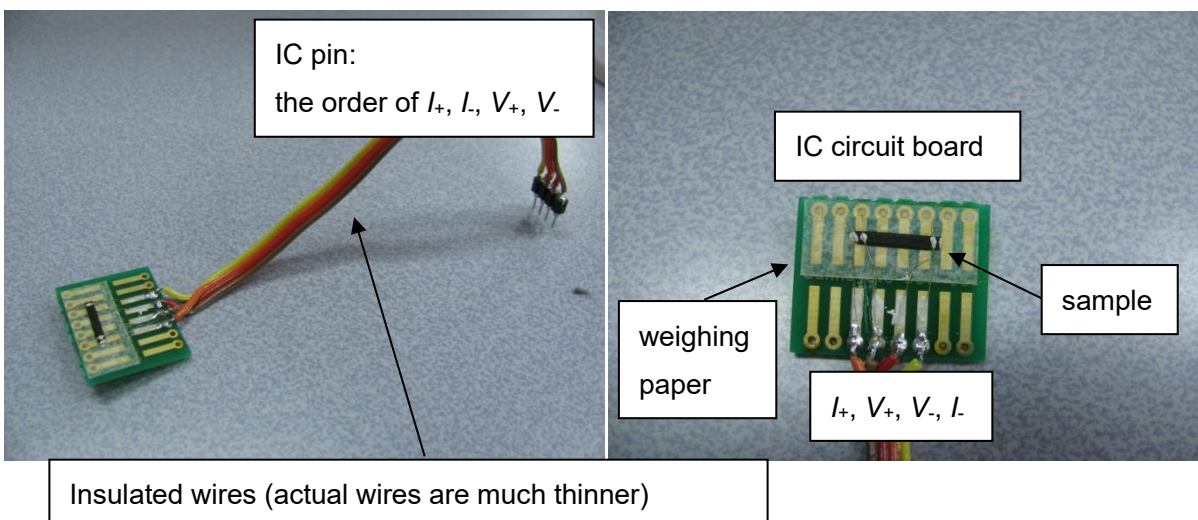 IC pin:
the order of I+, I-, V+, V-
IC circuit board
sample
weighing
paper
I+, V+, V-, I-
Insulated wires (actual wires are much thinner)